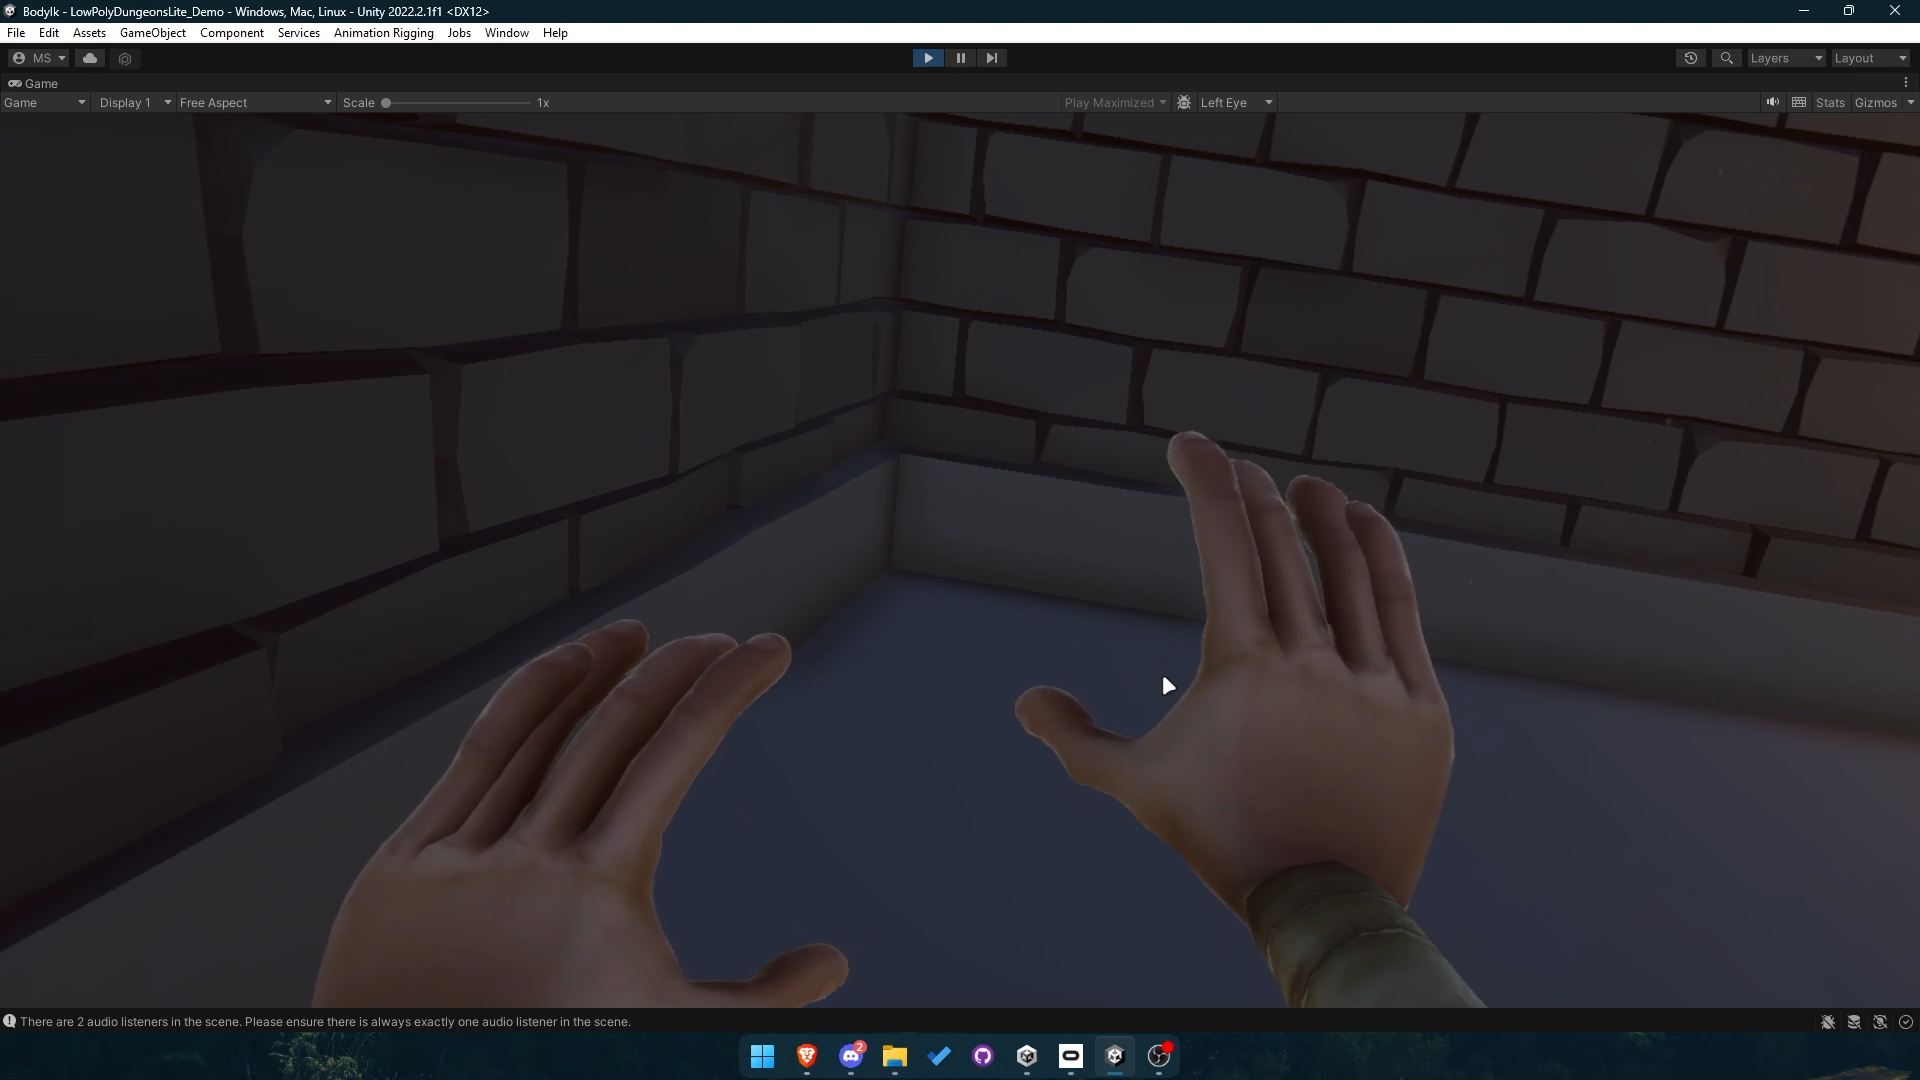 Bodylk - LowPolyDungeonsLite_Demo - Windows, Mac, Linux - Unity 2022.2.1f1 <DX12>
File Edit Assets GameObject Component Services Animation Rigging Jobs Window Help
MS Layers Layout
Game
Game Display 1 Free Aspect Scale 1x Play Maximized Left Eye Stats Gizmos
There are 2 audio listeners in the scene. Please ensure there is always exactly one audio listener in the scene.
2